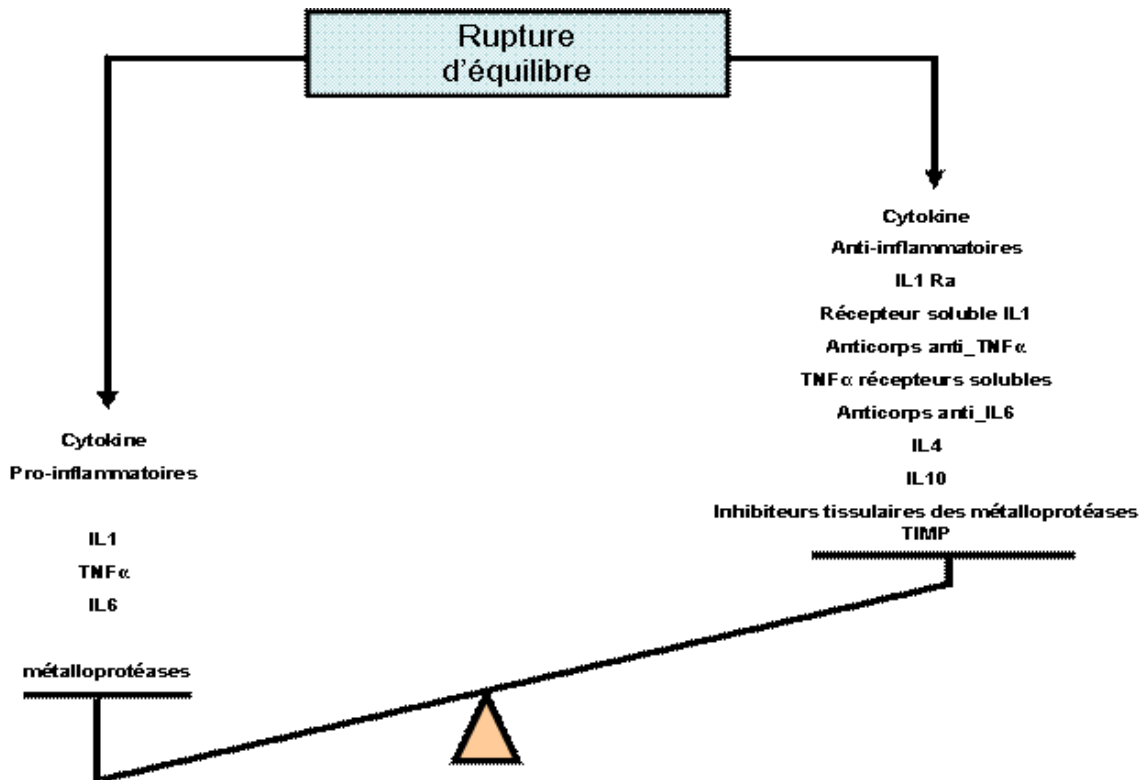 Rupture
d'équilibre
Cytokine
Anti-inflammatoires
IL1 Ra
Récepteur soluble IL1
Anticorps anti_TNFα
TNFα récepteurs solubles
Anticorps anti_IL6
IL4
IL10
Inhibiteurs tissulaires des métalloprotéases
TIMP
Cytokine
Pro-inflammatoires
IL1
TNFα
IL6
métalloprotéases